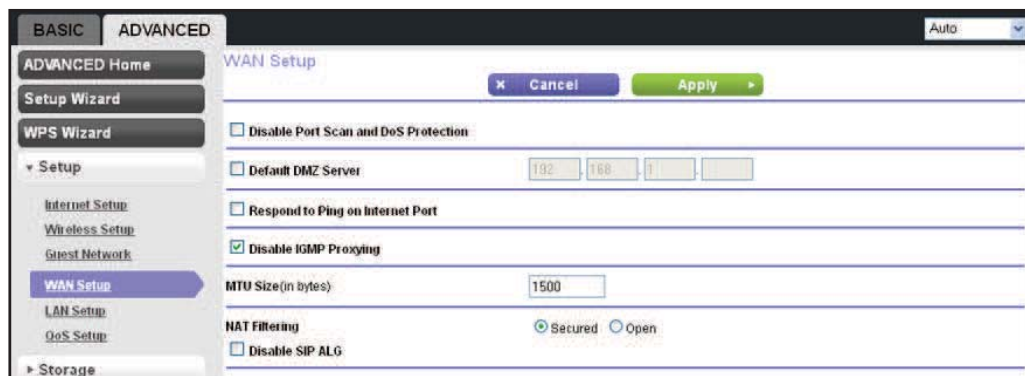 BASIC ADVANCED Auto
ADVANCED Home
Setup Wizard
WPS Wizard
Setup
Internet Setup
Wireless Setup
Guest Network
WAN Setup
LAN Setup
QoS Setup
Storage
WAN Setup
x Cancel Apply
Disable Port Scan and DoS Protection
Default DMZ Server 192 . 168 . 1 .
Respond to Ping on Internet Port
Disable IGMP Proxying
MTU Size(in bytes) 1500
NAT Filtering Secured Open
Disable SIP ALG